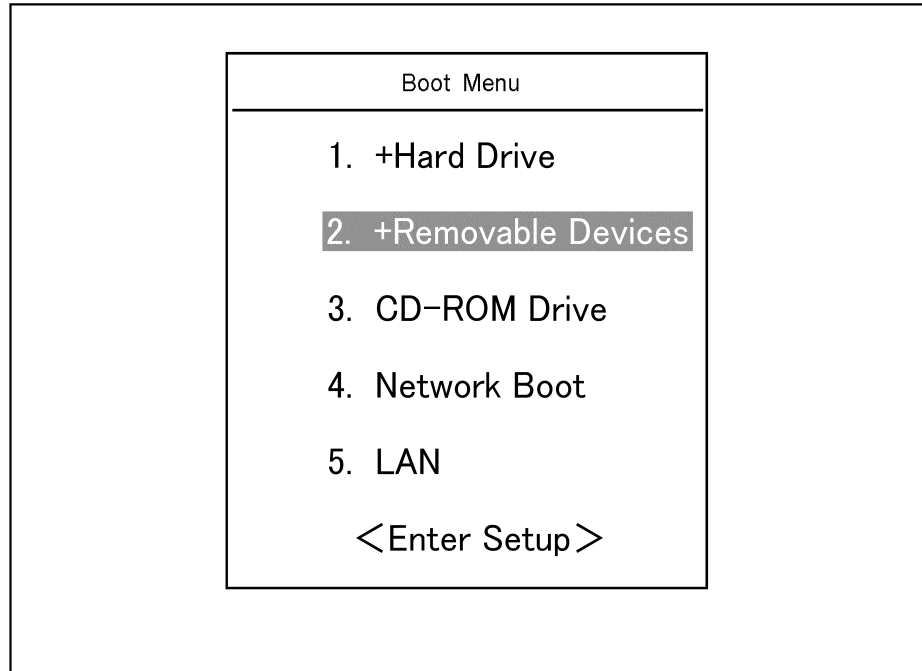 Boot Menu
1. +Hard Drive
2. +Removable Devices
3. CD-ROM Drive
4. Network Boot
5. LAN
<Enter Setup>